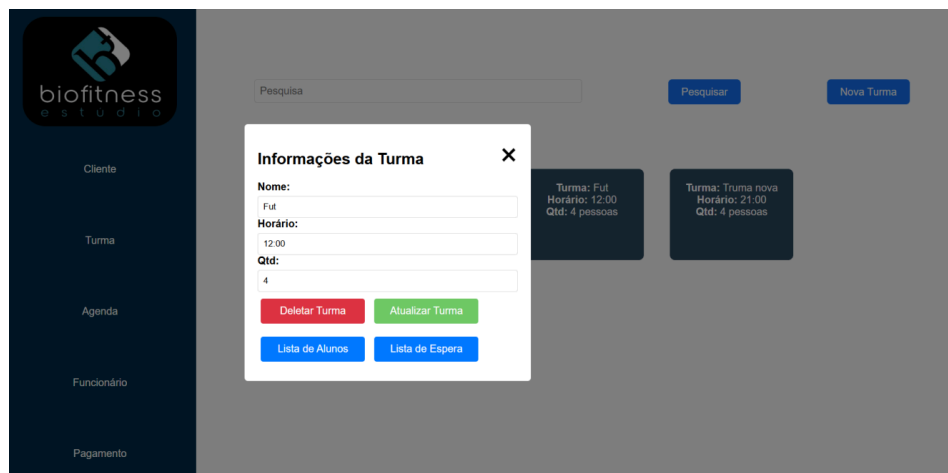 biofitness
estúdio
Cliente
Turma
Agenda
Funcionário
Pagamento
Pesquisa
Pesquisar
Nova Turma
Informações da Turma
×
Nome:
Fut
Horário:
12:00
Qtd:
4
Deletar Turma
Atualizar Turma
Lista de Alunos
Lista de Espera
Turma: Fut
Horário: 12:00
Qtd: 4 pessoas
Turma: Truma nova
Horário: 21:00
Qtd: 4 pessoas